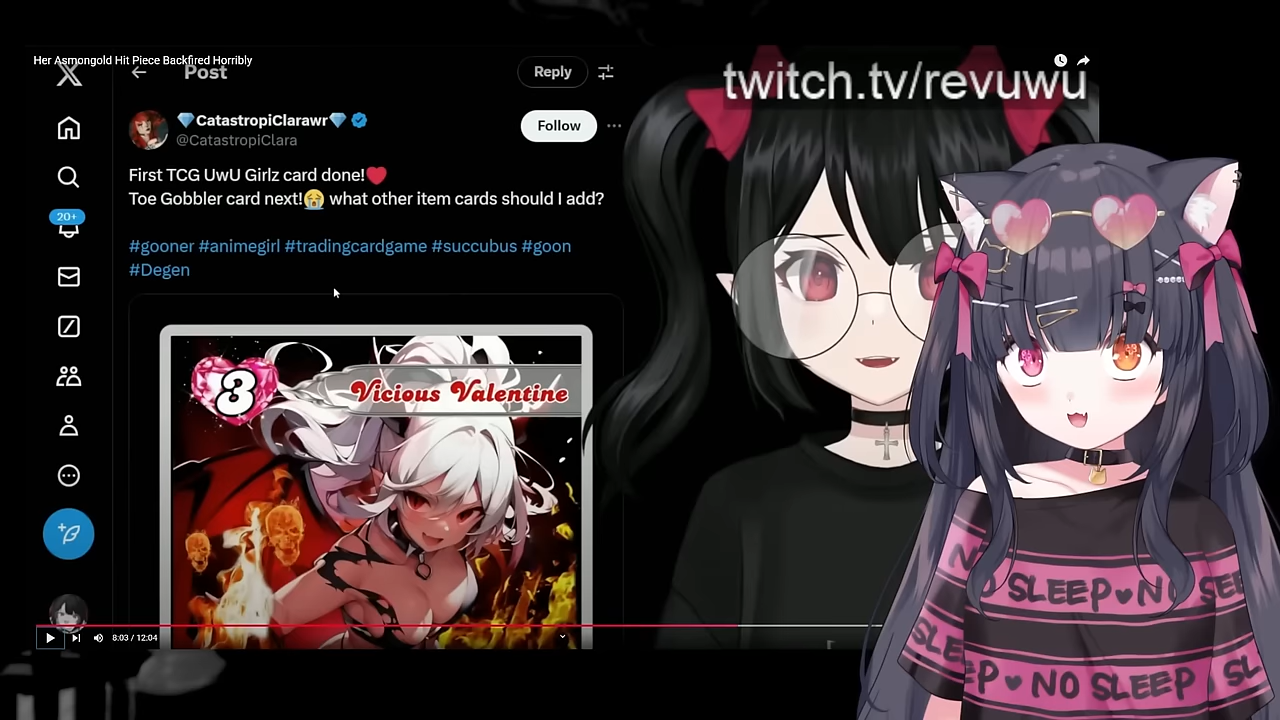 Her Asmongold Hit Piece Backfired Horribly
Post
Reply
twitch.tv/revuwu
💎CatastropiClarawr💎
@CatastropiClara
Follow
First TCG UwU Girlz card done!❤️
Toe Gobbler card next!😭 what other item cards should I add?
20+
#gooner #animegirl #tradingcardgame #succubus #goon
#Degen
3
Vicious Valentine
NO SLEEP♥NO SLEE
SLEEP♥NO SLEEP SL
8:03 / 12:04